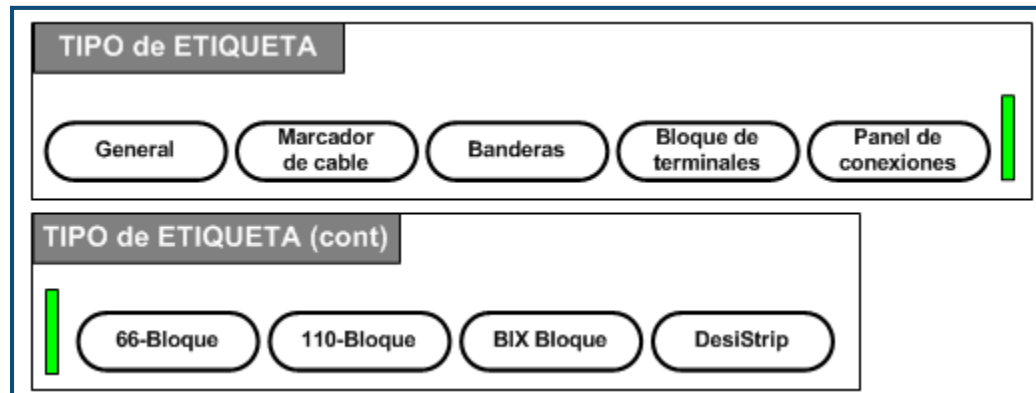 TIPO de ETIQUETA
General
Marcador
de cable
Banderas
Bloque de
terminales
Panel de
conexiones
TIPO de ETIQUETA (cont)
66-Bloque
110-Bloque
BIX Bloque
DesiStrip